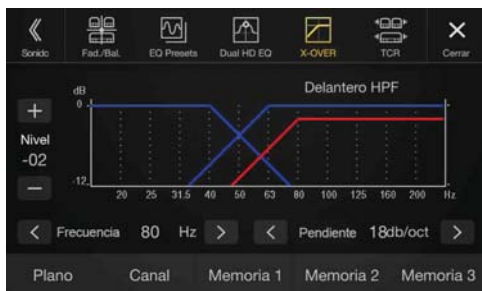 Sonido Fad./Bal. EQ Presets Dual HD EQ X-OVER TCR Cerrar
Delantero HPF
dB
0
+
Nivel
-02
−
-12
20 25 31.5 40 50 63 80 100 125 160 200 Hz
< Frecuencia 80 Hz > < Pendiente 18db/oct >
Plano Canal Memoria 1 Memoria 2 Memoria 3